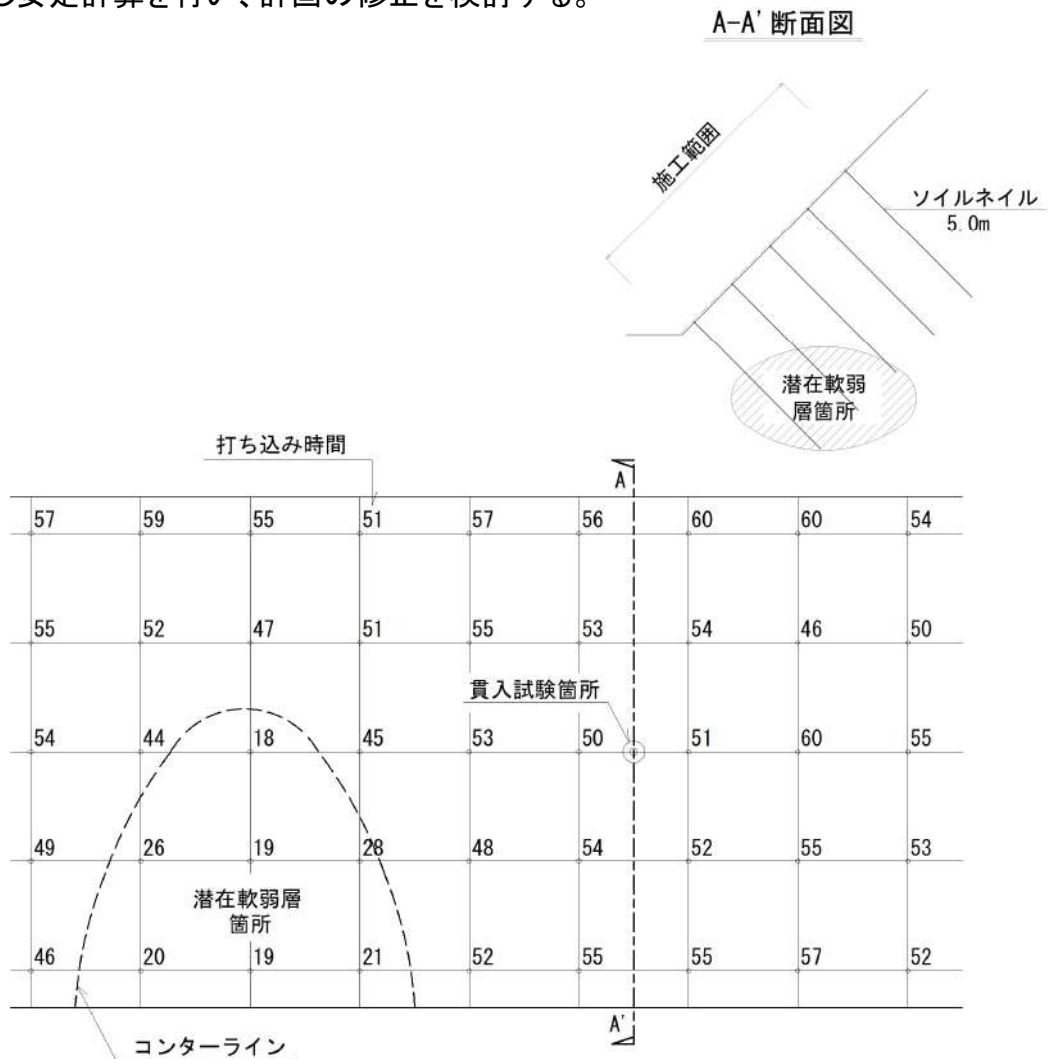 の安定計算を行い、計画の修正を検討する。
A-A' 断面図
施工範囲
ソイルネイル
5.0m
潜在軟弱
層箇所
打ち込み時間
A
57 59 55 51 57 56 60 60 54
55 52 47 51 55 53 54 46 50
貫入試験箇所
54 44 18 45 53 50 51 60 55
49 26 19 28 48 54 52 55 53
潜在軟弱層
箇所
46 20 19 21 52 55 55 57 52
A'
コンターライン